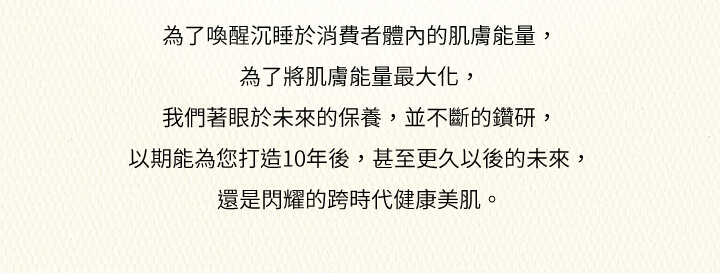 為了喚醒沉睡於消費者體內的肌膚能量，
為了將肌膚能量最大化，
我們著眼於未來的保養，並不斷的鑽研，
以期能為您打造10年後，甚至更久以後的未來，
還是閃耀的跨時代健康美肌。